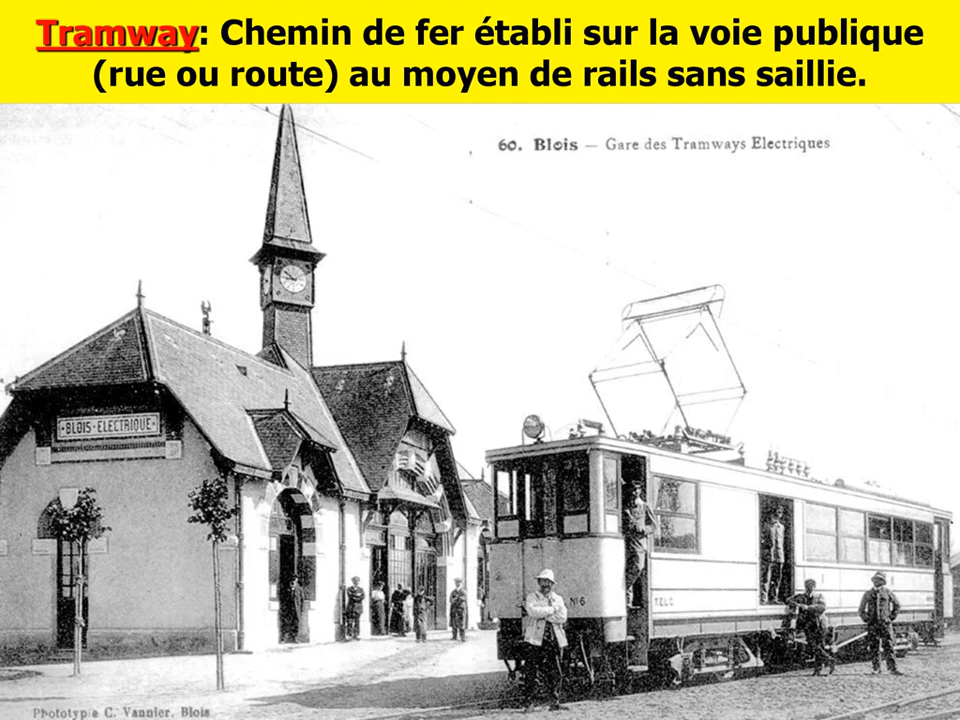 Tramway: Chemin de fer établi sur la voie publique
(rue ou route) au moyen de rails sans saillie.
60. Blois — Gare des Tramways Electriques
•BLOIS-ELECTRIQUE•
N°6
T.E.L.C
Phototypie C. Vannier. Blois